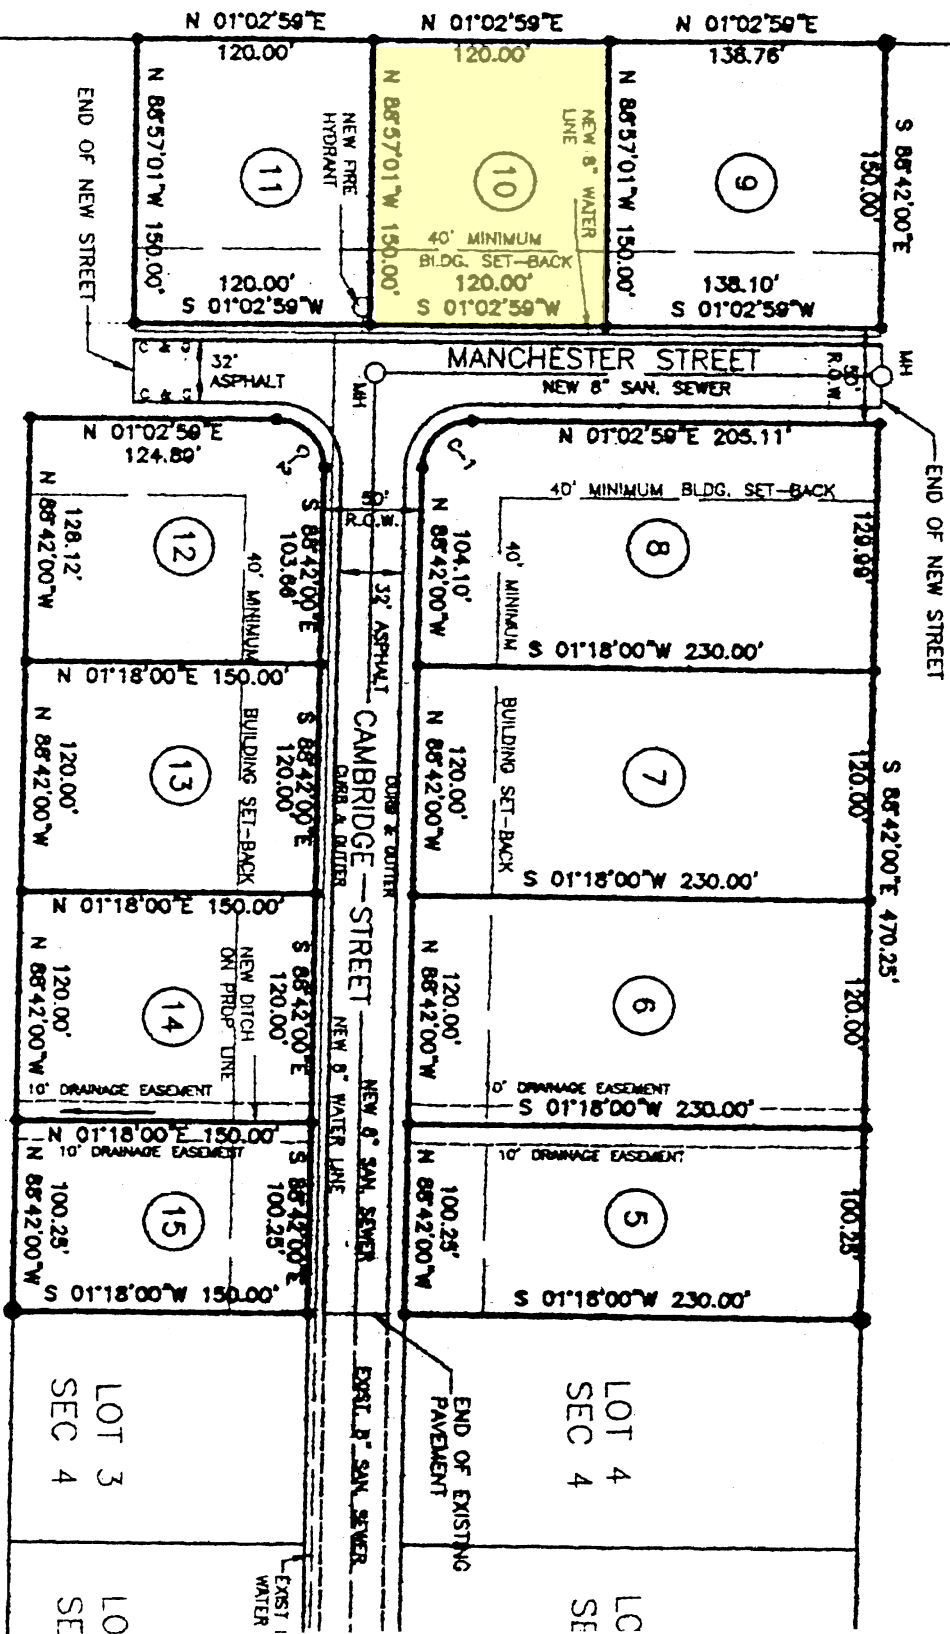 N 01°02'59"E
N 01°02'59"E
N 01°02'59"E
120.00'
120.00'
138.76'
S 88°42'00"E
150.00'
N 88°57'01"W 150.00'
N 88°57'01"W 150.00'
N 88°57'01"W 150.00'
END OF NEW STREET
11
NEW FIRE
HYDRANT
10
NEW 8" WATER
LINE
9
40' MINIMUM
BLDG. SET-BACK
120.00'
S 01°02'59"W
120.00'
S 01°02'59"W
138.10'
S 01°02'59"W
C & G
C & G
32'
ASPHALT
MANCHESTER STREET
NEW 8" SAN. SEWER
50'
R.O.W.
MH
MH
END OF NEW STREET
N 01°02'59"E
124.89'
C-2
C-1
N 01°02'59"E 205.11'
40' MINIMUM BLDG. SET-BACK
50'
R.O.W.
N 88°42'00"W
128.12'
12
S 88°42'00"E
103.66'
104.10'
N 88°42'00"W
8
129.99'
40' MINIMUM
40' MINIMUM
32' ASPHALT
N 01°18'00"E 150.00'
S 01°18'00"W 230.00'
120.00'
N 88°42'00"W
13
BUILDING SET-BACK
S 88°42'00"E
120.00'
CURB & GUTTER
CAMBRIDGE STREET
CURB & GUTTER
120.00'
N 88°42'00"W
BUILDING SET-BACK
7
120.00'
S 88°42'00"E 470.25'
N 01°18'00"E 150.00'
S 01°18'00"W 230.00'
120.00'
N 88°42'00"W
14
NEW DITCH
ON PROP LINE
S 88°42'00"E
120.00'
NEW 8" WATER LINE
NEW 8" SAN. SEWER
120.00'
N 88°42'00"W
6
120.00'
10' DRAINAGE EASEMENT
0' DRAINAGE EASEMENT
S 01°18'00"W 230.00'
N 01°18'00"E 150.00'
10' DRAINAGE EASEMENT
10' DRAINAGE EASEMENT
100.25'
N 88°42'00"W
15
S 88°42'00"E
100.25'
100.25'
N 88°42'00"W
5
100.25'
S 01°18'00"W 150.00'
S 01°18'00"W 230.00'
LOT 3
SEC 4
EXIST. 8" SAN. SEWER
END OF EXISTING
PAVEMENT
LOT 4
SEC 4
EXIST
WATER
LO
SE
LO
SE